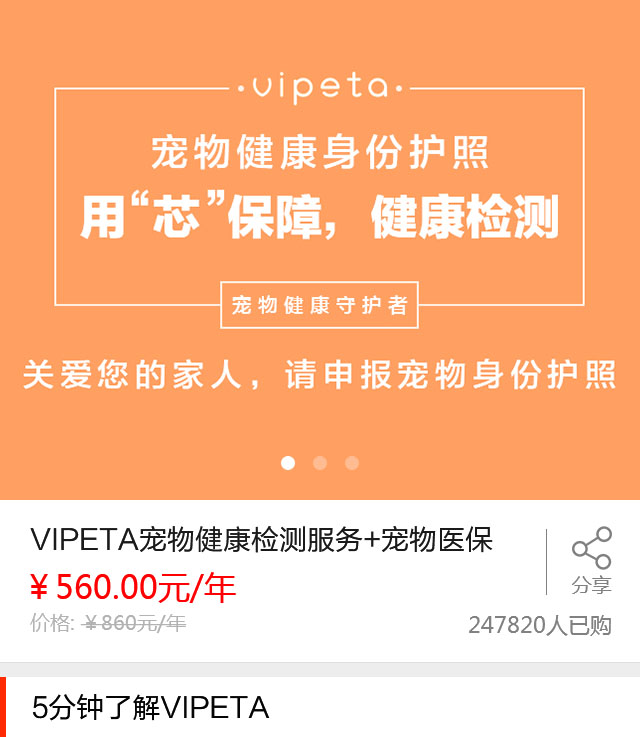 ·vipeta·
宠物健康身份护照
用“芯”保障，健康检测
宠物健康守护者
关爱您的家人，请申报宠物身份护照
VIPETA宠物健康检测服务+宠物医保
¥560.00元/年
分享
价格: ¥860元/年
247820人已购
5分钟了解VIPETA